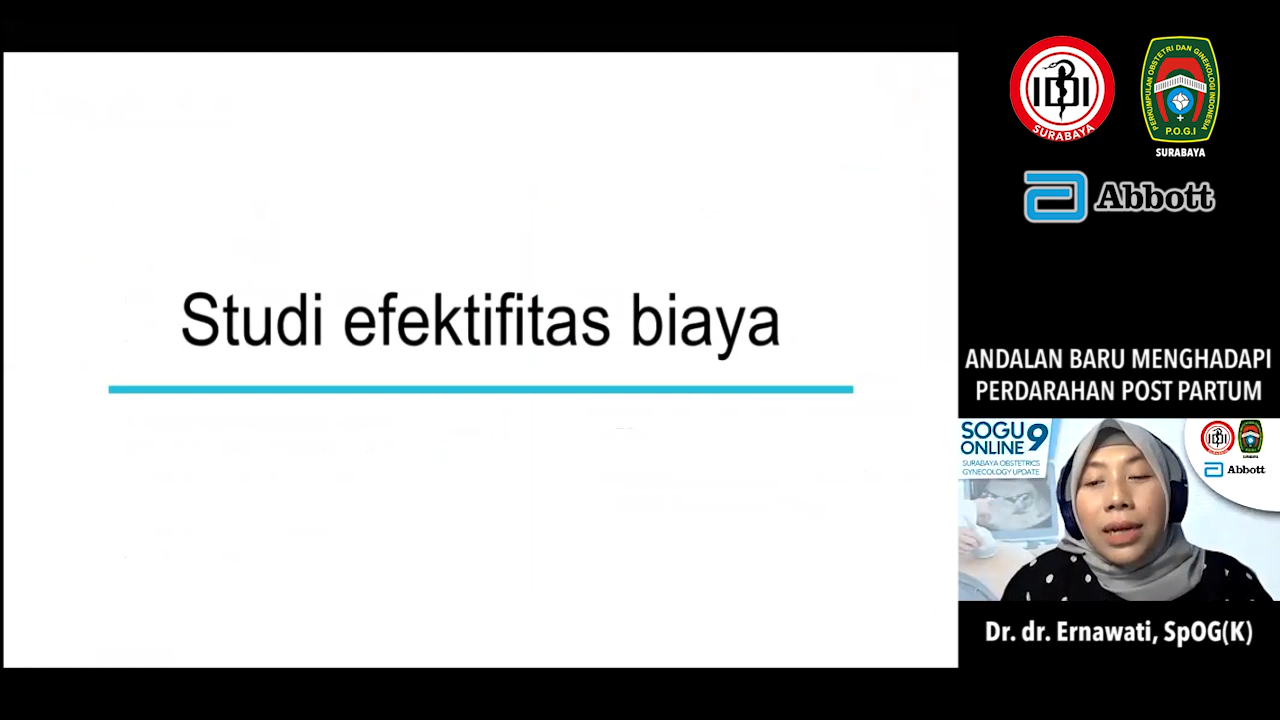 Studi efektifitas biaya
IDI
SURABAYA
PERKUMPULAN OBSTETRI DAN GINEKOLOGI INDONESIA
P.O.G.I
SURABAYA
Abbott
ANDALAN BARU MENGHADAPI
PERDARAHAN POST PARTUM
SOGU 9
ONLINE
SURABAYA OBSTETRICS
GYNECOLOGY UPDATE
Abbott
Dr. dr. Ernawati, SpOG(K)